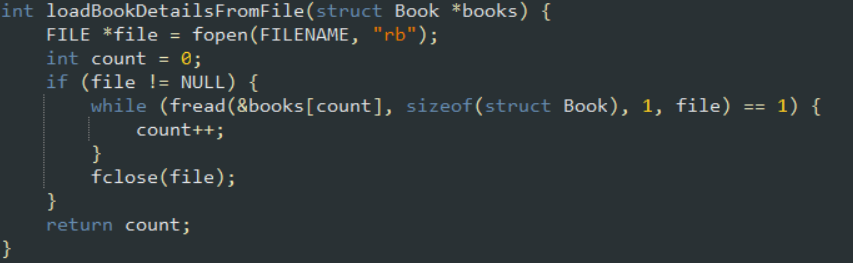 int loadBookDetailsFromFile(struct Book *books) {
    FILE *file = fopen(FILENAME, "rb");
    int count = 0;
    if (file != NULL) {
        while (fread(&books[count], sizeof(struct Book), 1, file) == 1) {
            count++;
        }
        fclose(file);
    }
    return count;
}